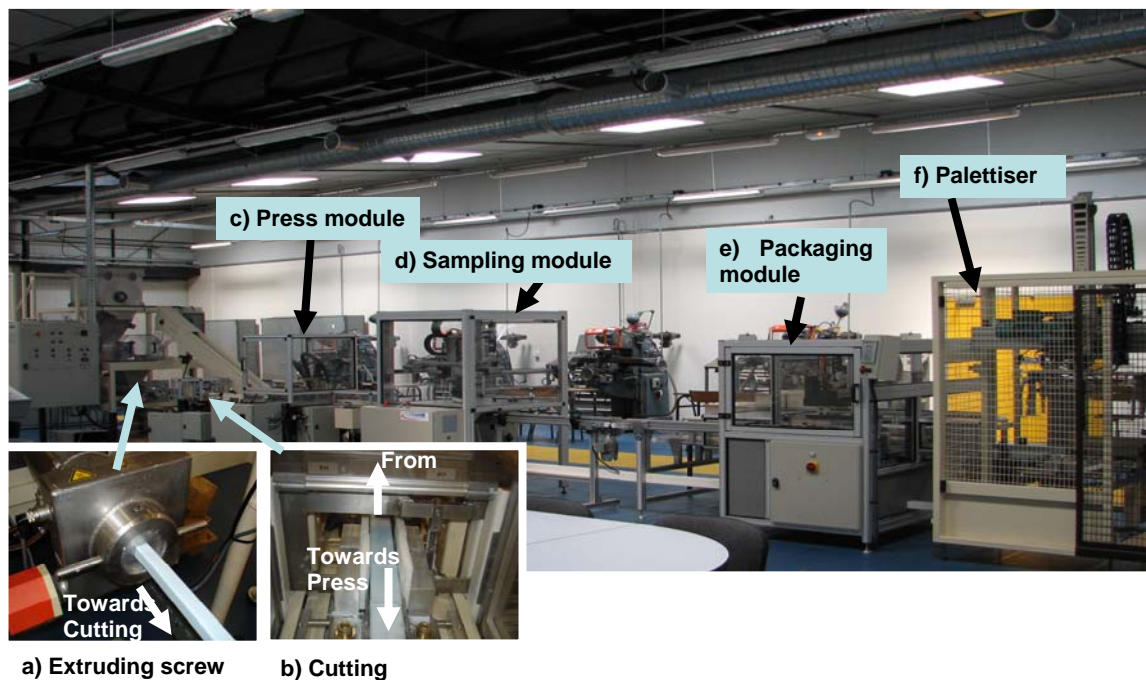 f) Palettiser
c) Press module
d) Sampling module
e) Packaging
module
From
Towards
Press
Towards
Cutting
a) Extruding screw
b) Cutting